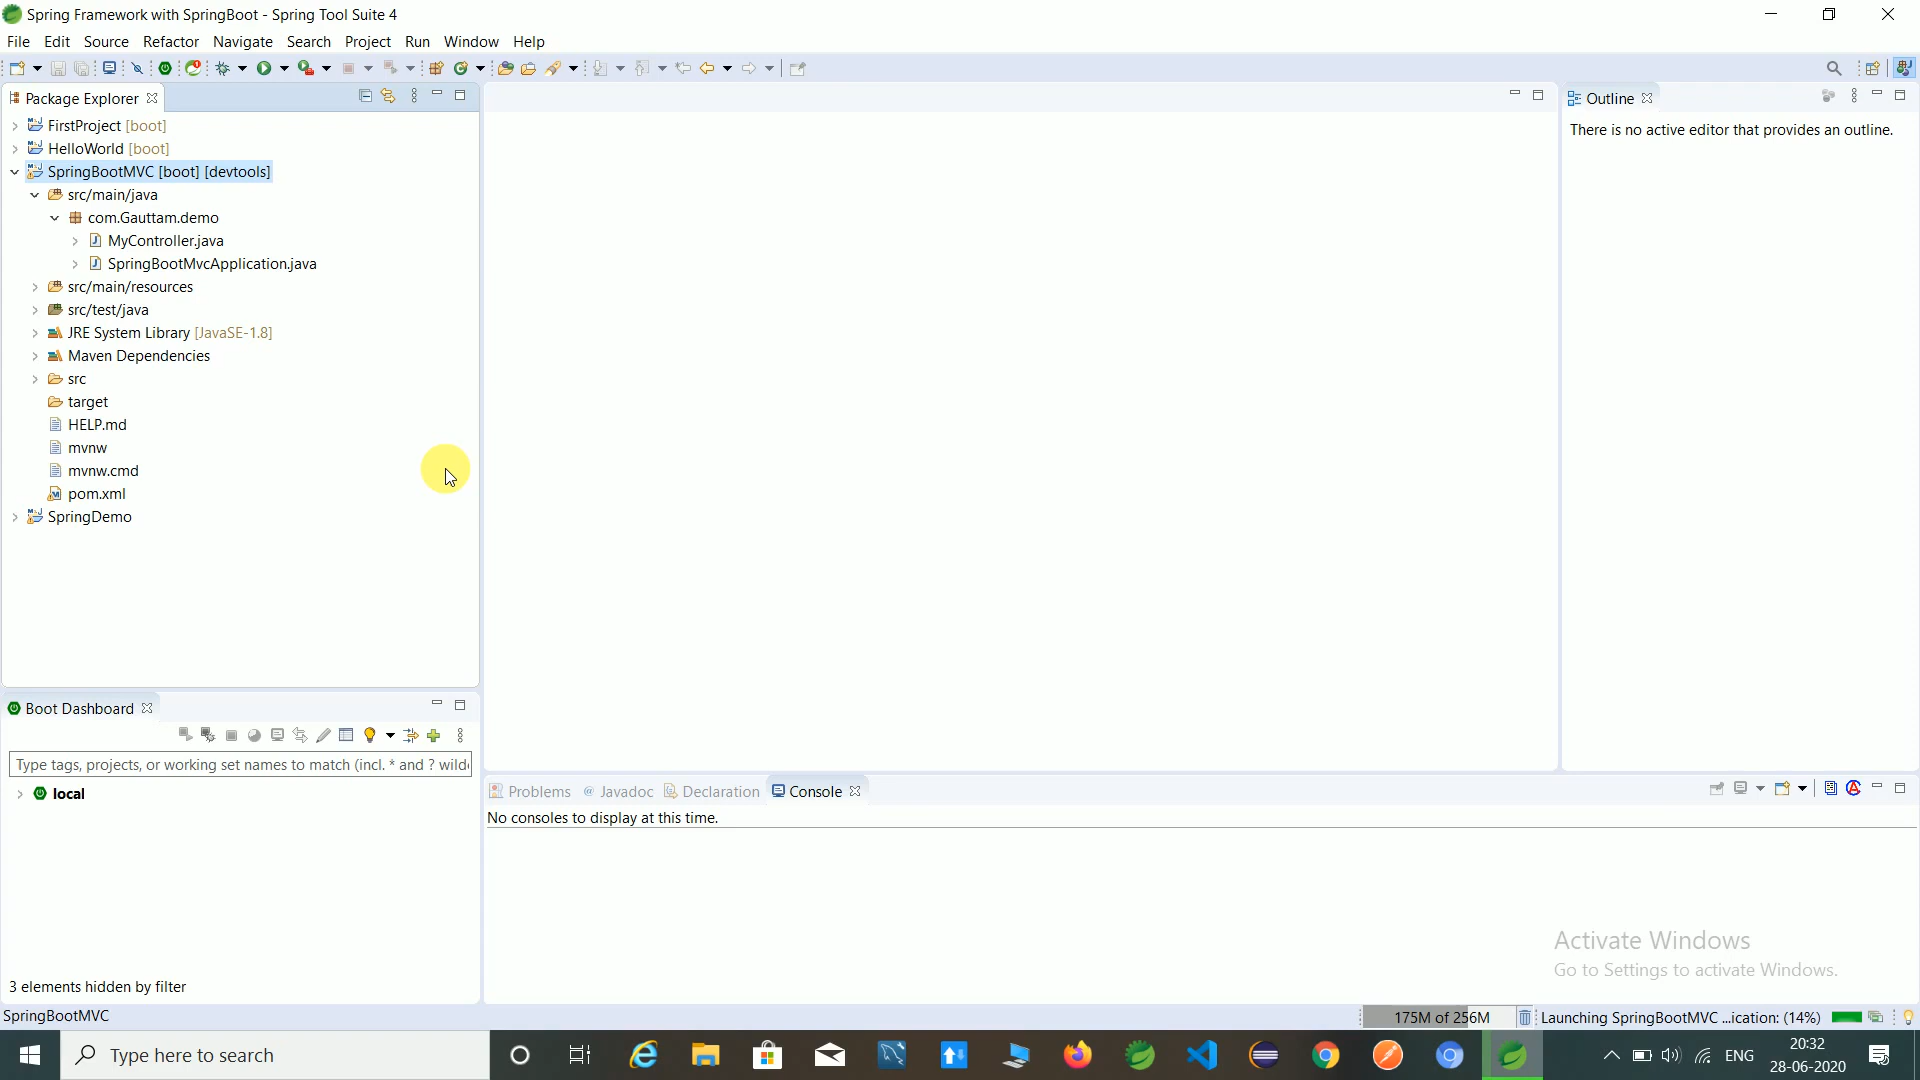 Spring Framework with SpringBoot - Spring Tool Suite 4
File Edit Source Refactor Navigate Search Project Run Window Help
Package Explorer
FirstProject [boot]
HelloWorld [boot]
SpringBootMVC [boot] [devtools]
src/main/java
com.Gauttam.demo
MyController.java
SpringBootMvcApplication.java
src/main/resources
src/test/java
JRE System Library [JavaSE-1.8]
Maven Dependencies
src
target
HELP.md
mvnw
mvnw.cmd
pom.xml
SpringDemo
Outline
There is no active editor that provides an outline.
Boot Dashboard
Type tags, projects, or working set names to match (incl. * and ? wild
local
3 elements hidden by filter
Problems Javadoc Declaration Console
No consoles to display at this time.
Activate Windows
Go to Settings to activate Windows.
SpringBootMVC
175M of 256M
Launching SpringBootMVC ...ication: (14%)
Type here to search
ENG
20:32
28-06-2020